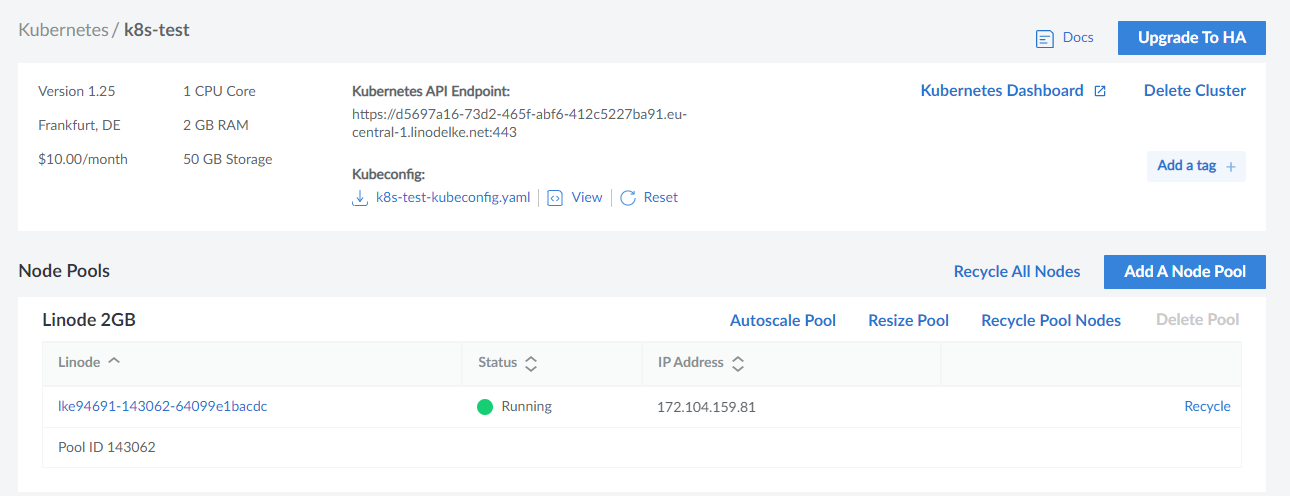 Kubernetes / k8s-test
Docs
Upgrade To HA
Version 1.25
1 CPU Core
Kubernetes API Endpoint:
Kubernetes Dashboard
Delete Cluster
https://d5697a16-73d2-465f-abf6-412c5227ba91.eu-
Frankfurt, DE
2 GB RAM
central-1.linodelke.net:443
$10.00/month
50 GB Storage
Add a tag +
Kubeconfig:
k8s-test-kubeconfig.yaml
View
Reset
Node Pools
Recycle All Nodes
Add A Node Pool
Linode 2GB
Autoscale Pool
Resize Pool
Recycle Pool Nodes
Delete Pool
Linode
Status
IP Address
lke94691-143062-64099e1bacdc
Running
172.104.159.81
Recycle
Pool ID 143062